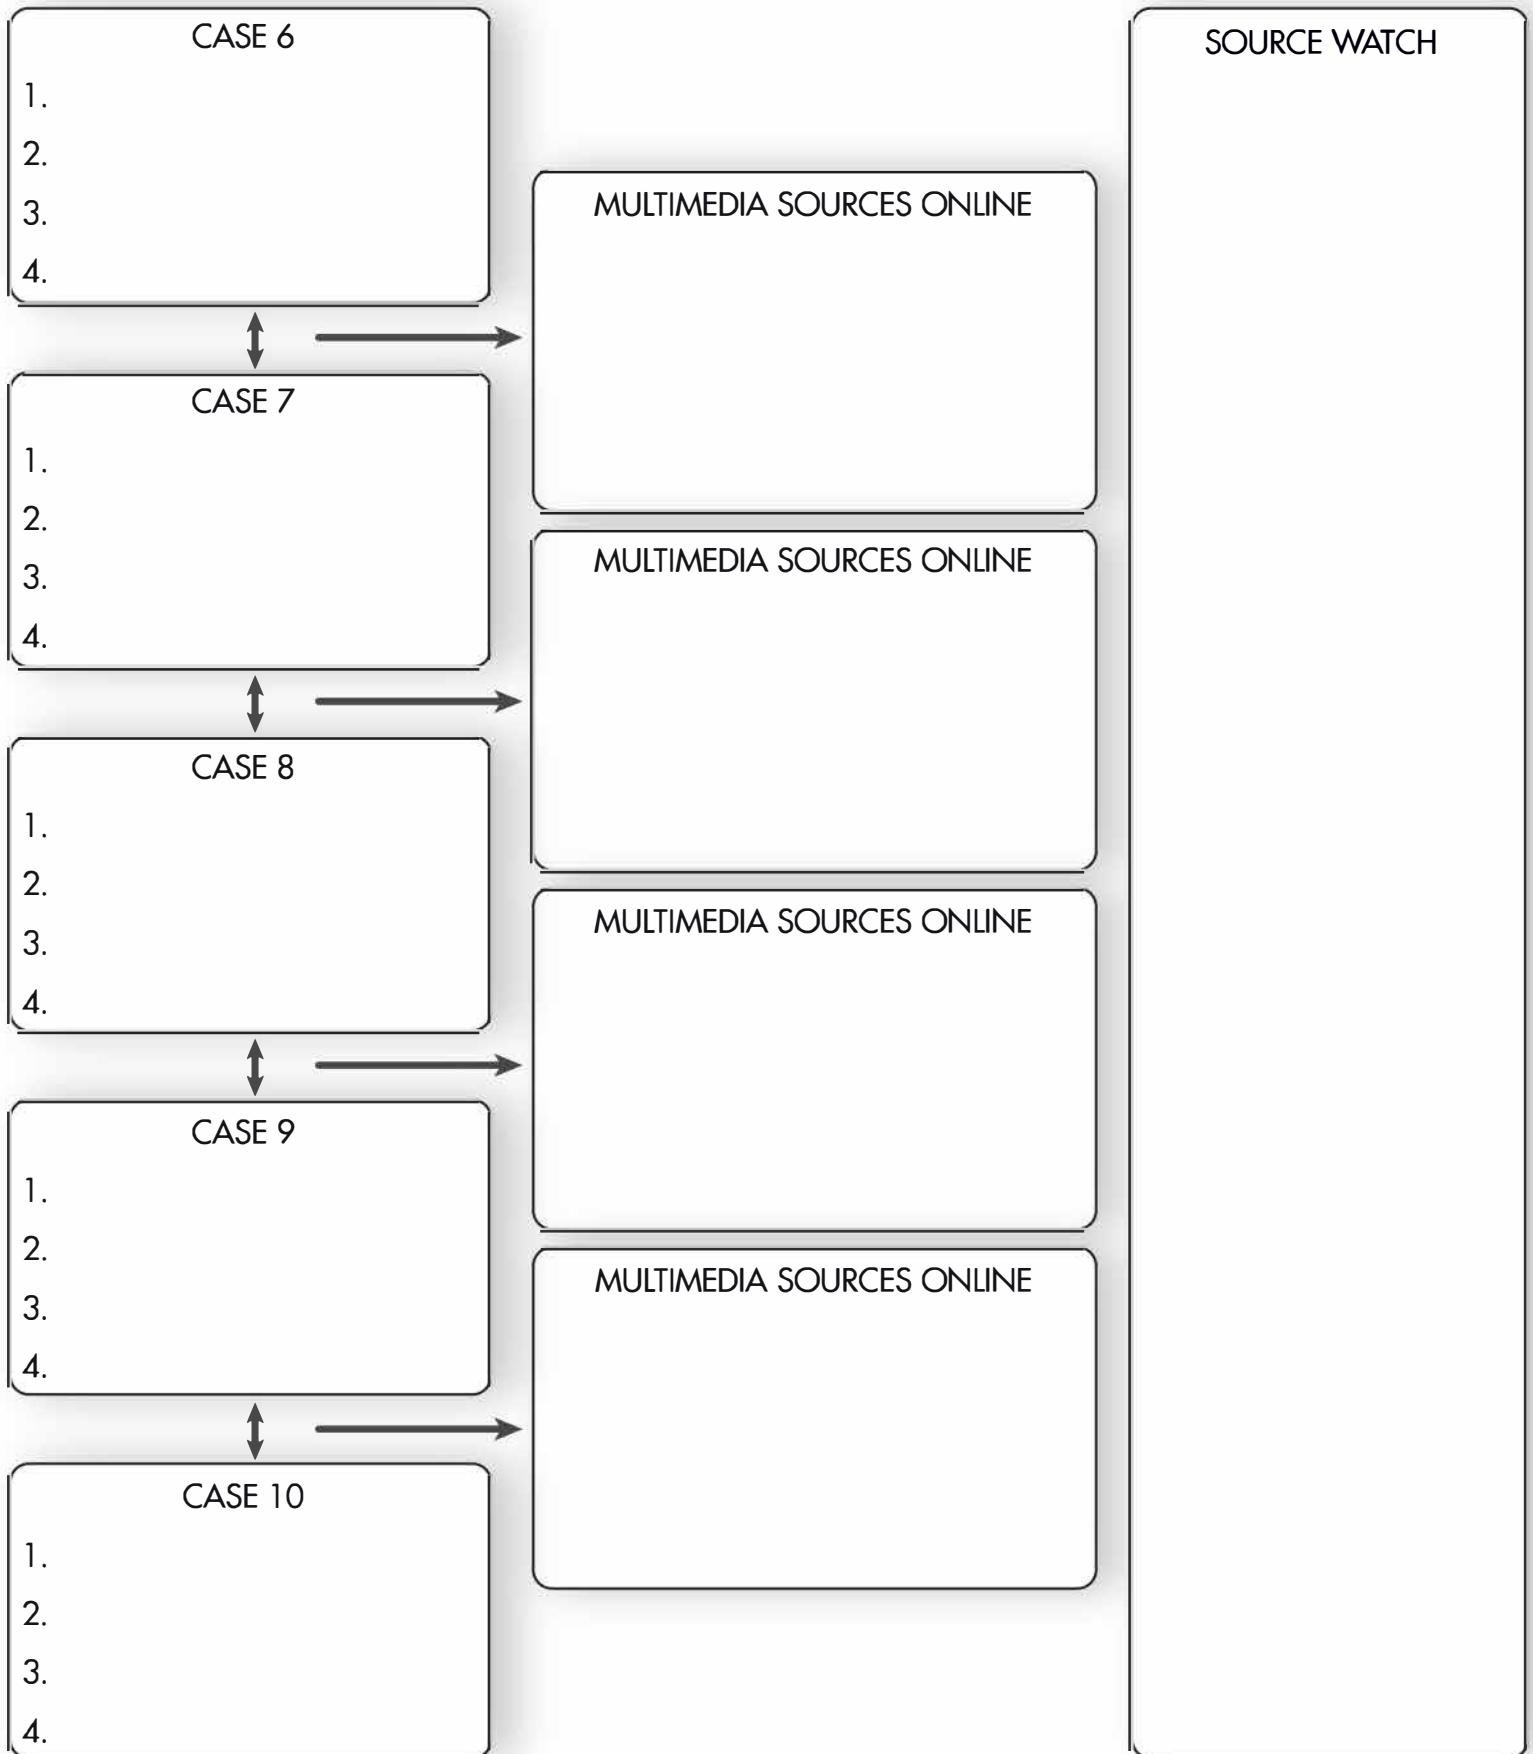 CASE 6
1.
2.
3.
4.
CASE 7
1.
2.
3.
4.
CASE 8
1.
2.
3.
4.
CASE 9
1.
2.
3.
4.
CASE 10
1.
2.
3.
4.
MULTIMEDIA SOURCES ONLINE
MULTIMEDIA SOURCES ONLINE
MULTIMEDIA SOURCES ONLINE
MULTIMEDIA SOURCES ONLINE
SOURCE WATCH